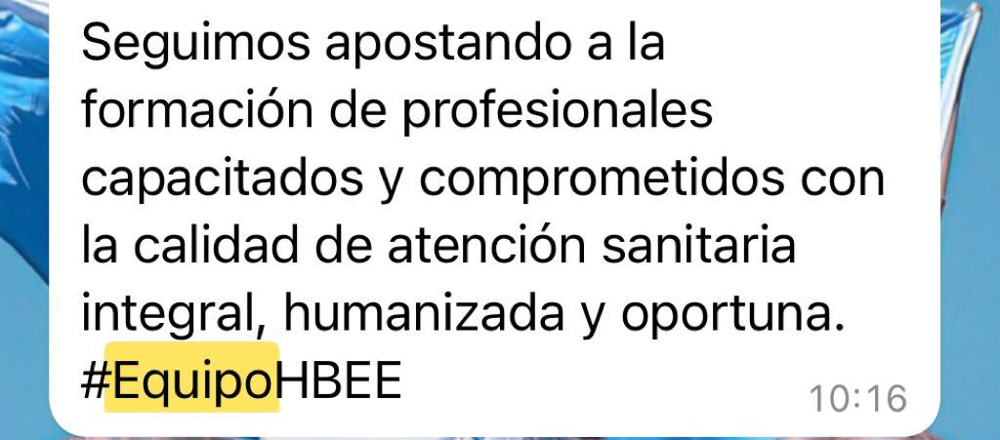 Seguimos apostando a la
formación de profesionales
capacitados y comprometidos con
la calidad de atención sanitaria
integral, humanizada y oportuna.
#EquipoHBEE
10:16